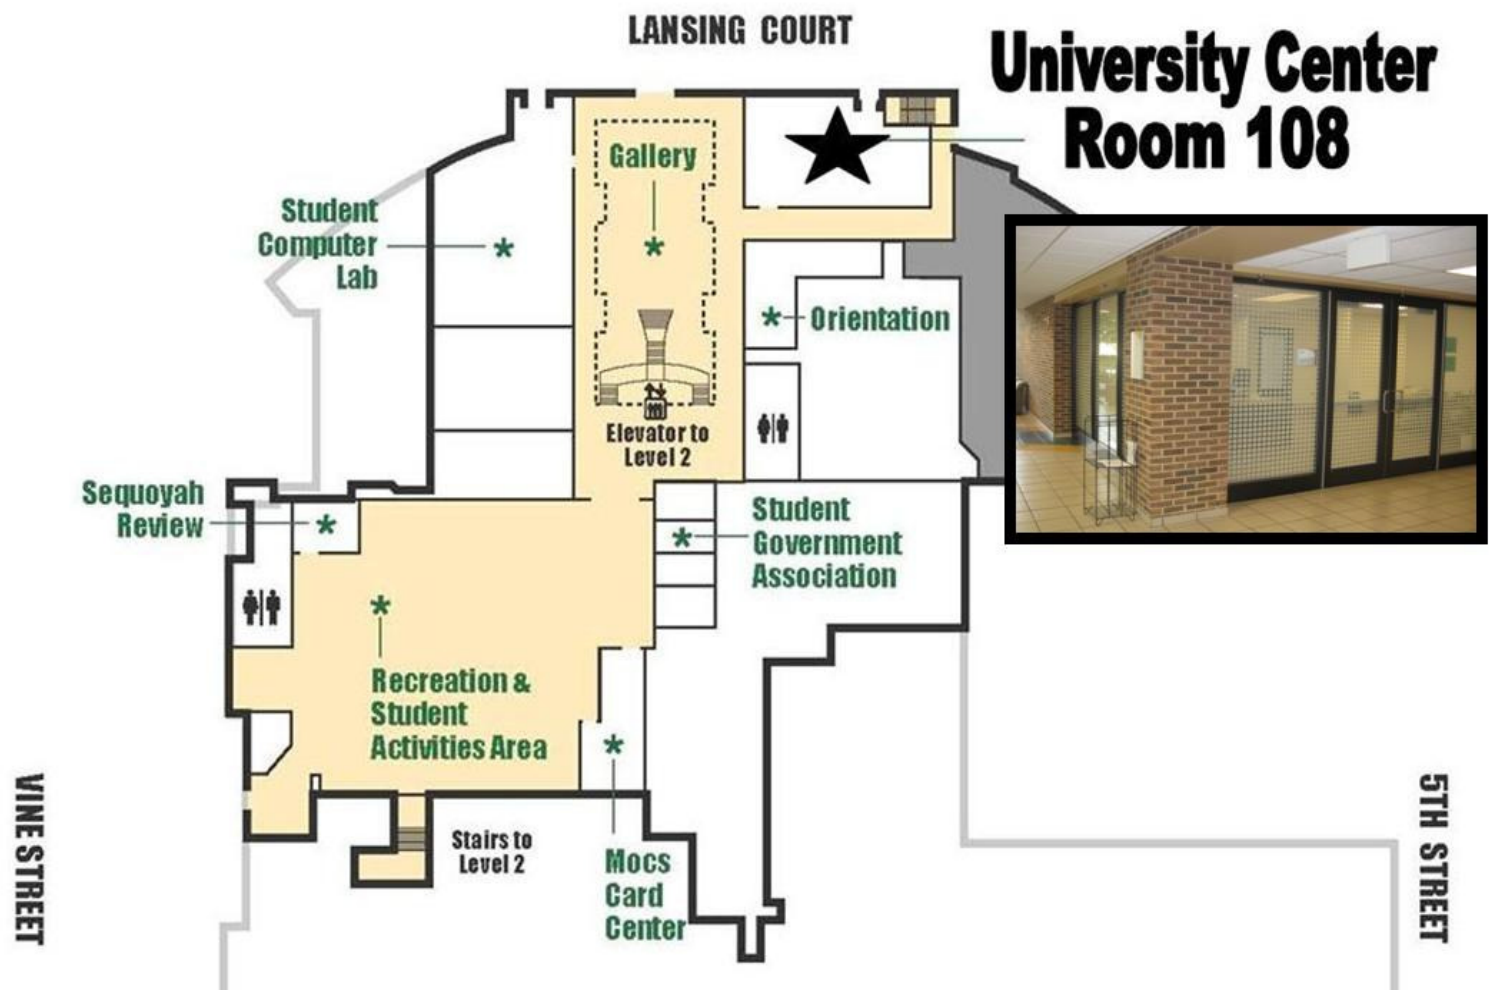 LANSING COURT
University Center
Room 108
Gallery
Student
Computer
Lab
Orientation
Elevator to
Level 2
Sequoyah
Review
Student
Government
Association
Recreation &
Student
Activities Area
Stairs to
Level 2
Mocs
Card
Center
VINE STREET
5TH STREET